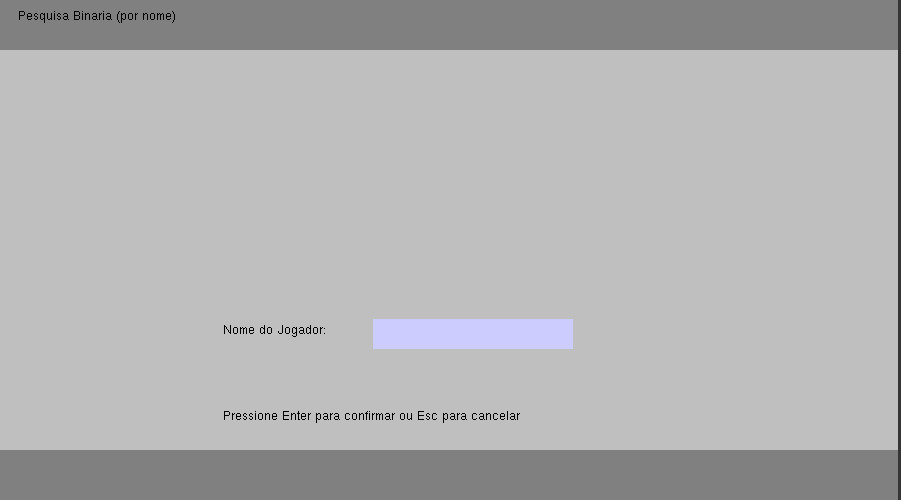 Pesquisa Binaria (por nome)
Nome do Jogador:
Pressione Enter para confirmar ou Esc para cancelar